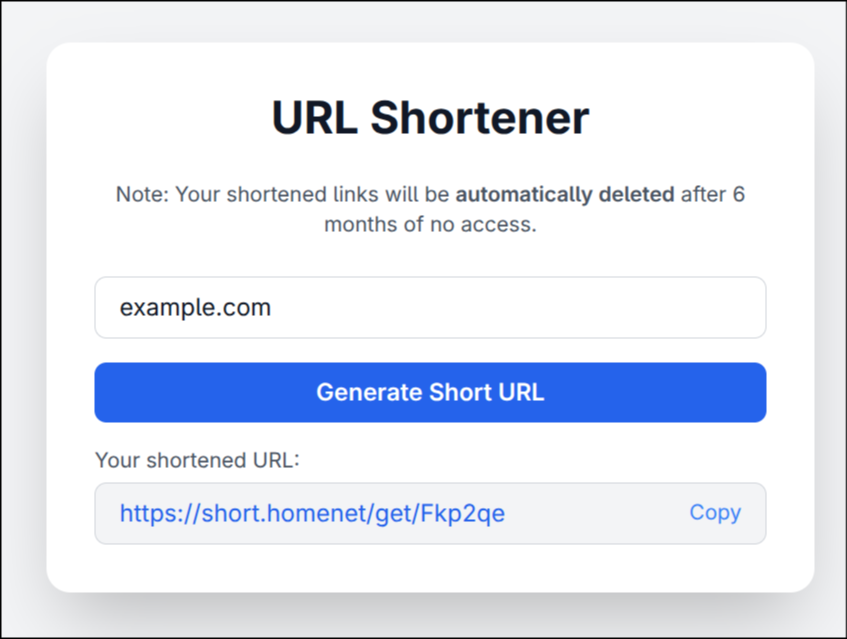 URL Shortener
Note: Your shortened links will be automatically deleted after 6
months of no access.
example.com
Generate Short URL
Your shortened URL:
https://short.homenet/get/Fkp2qe
Copy